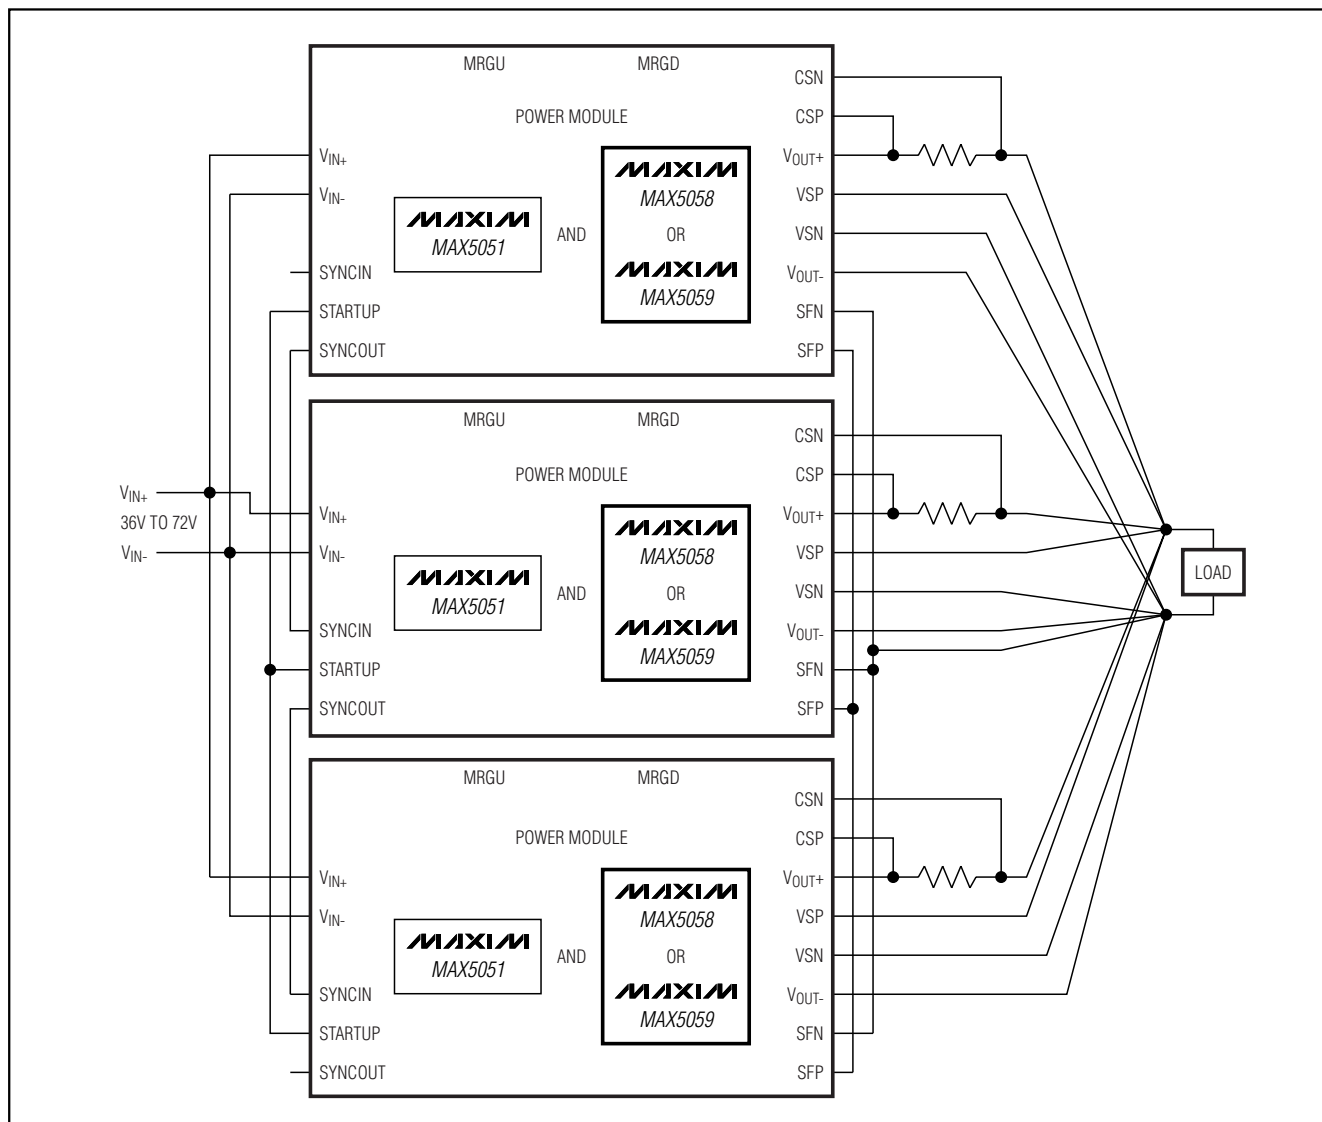 MRGU MRGD
CSN
POWER MODULE
CSP
VIN+
VOUT+
VIN-
VSP
MAXIM
MAX5051
AND
MAXIM
MAX5058
OR
MAXIM
MAX5059
VSN
SYNCIN
VOUT-
STARTUP
SFN
SYNCOUT
SFP
MRGU MRGD
CSN
POWER MODULE
CSP
VIN+
36V TO 72V
VIN-
VIN+
VOUT+
VIN-
VSP
MAXIM
MAX5051
AND
MAXIM
MAX5058
OR
MAXIM
MAX5059
VSN
SYNCIN
VOUT-
STARTUP
SFN
SYNCOUT
SFP
LOAD
MRGU MRGD
CSN
POWER MODULE
CSP
VIN+
VOUT+
VIN-
VSP
MAXIM
MAX5051
AND
MAXIM
MAX5058
OR
MAXIM
MAX5059
VSN
SYNCIN
VOUT-
STARTUP
SFN
SYNCOUT
SFP